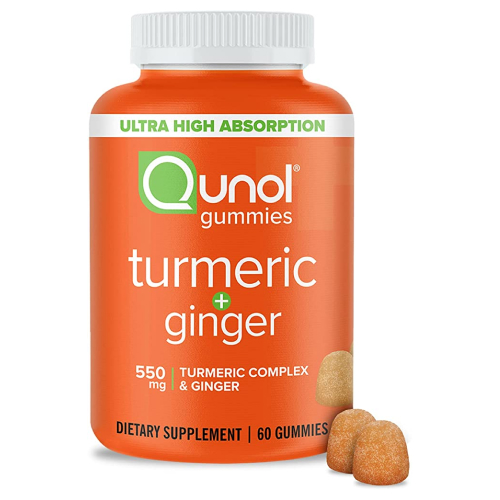 ULTRA HIGH ABSORPTION
Qunol®
gummies
turmeric
+
ginger
550 mg | TURMERIC COMPLEX & GINGER
DIETARY SUPPLEMENT | 60 GUMMIES